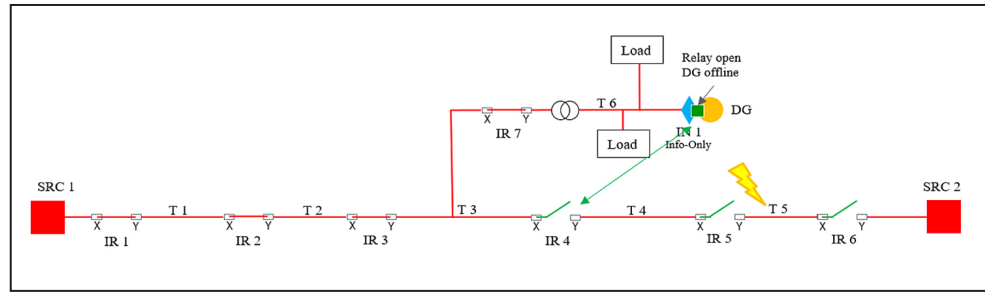 Load
Relay open
DG offline
T 6
DG
X
Y
IR 7
IN 1
Info-Only
Load
SRC 1
SRC 2
T 1
T 2
T 3
T 4
T 5
X
Y
X
Y
X
Y
X
Y
X
Y
X
Y
IR 1
IR 2
IR 3
IR 4
IR 5
IR 6